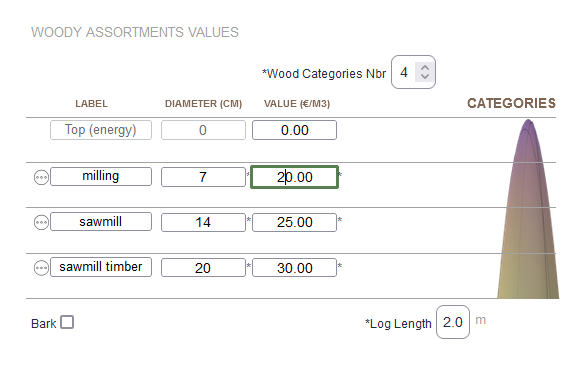 WOODY ASSORTMENTS VALUES
*Wood Categories Nbr 4
LABEL DIAMETER (CM) VALUE (€/M3) CATEGORIES
Top (energy) 0 0.00
milling 7 * 20.00 *
sawmill 14 * 25.00 *
sawmill timber 20 * 30.00 *
Bark *Log Length 2.0 m